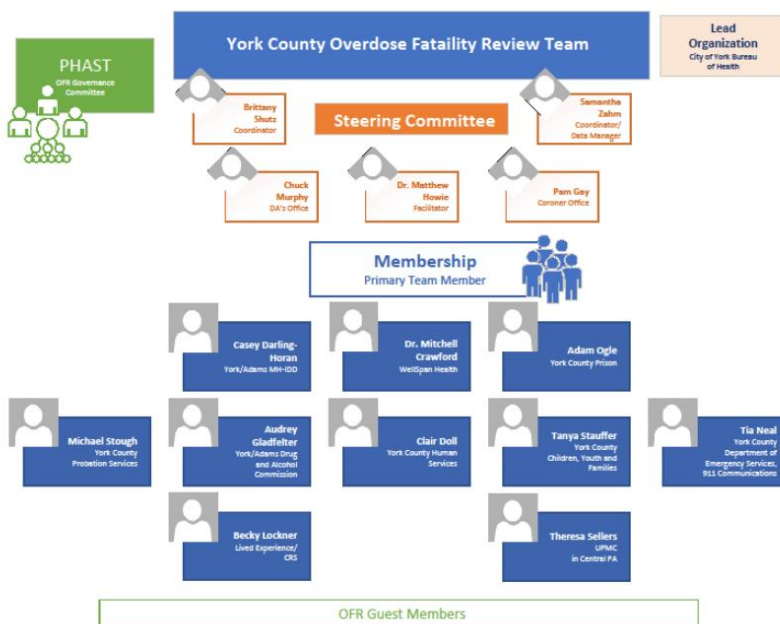 York County Overdose Fataility Review Team
Lead
Organization
City of York Bureau
of Health
PHAST
OFR Governance
Committee
Brittany
Shutz
Coordinator
Steering Committee
Samantha
Zahm
Coordinator/
Data Manager
Chuck
Murphy
DA's Office
Dr. Matthew
Howie
Facilitator
Pam Gay
Coroner Office
Membership
Primary Team Member
Casey Darling-
Horan
York/Adams MH-IDD
Dr. Mitchell
Crawford
WellSpan Health
Adam Ogle
York County Prison
Michael Stough
York County
Probation Services
Audrey
Gladfelter
York/Adams Drug
and Alcohol
Commission
Clair Doll
York County Human
Services
Tanya Stauffer
York County
Children, Youth and
Families
Tia Neal
York County
Department of
Emergency Services,
911 Communications
Becky Lockner
Lived Experience/
CRS
Theresa Sellers
UPMC
in Central PA
OFR Guest Members